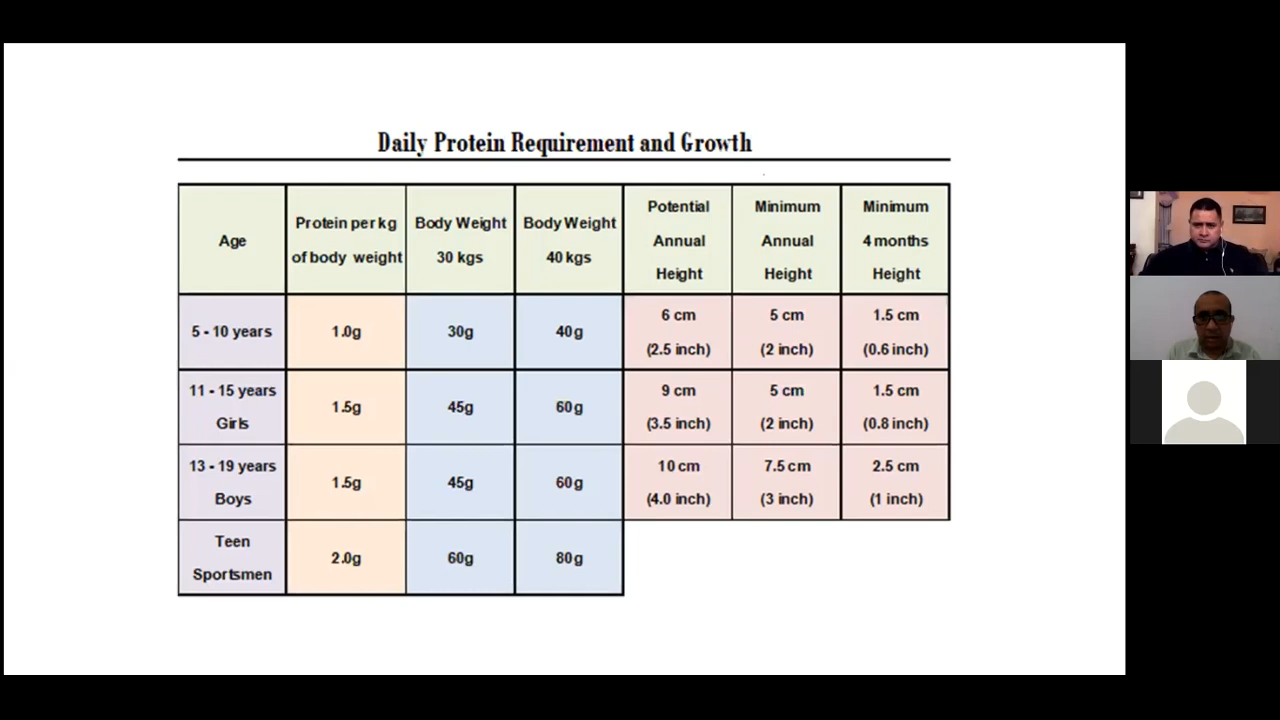 Daily Protein Requirement and Growth
Age
Protein per kg
of body weight
Body Weight
30 kgs
Body Weight
40 kgs
Potential
Annual
Height
Minimum
Annual
Height
Minimum
4 months
Height
5 - 10 years
1.0g
30g
40g
6 cm
(2.5 inch)
5 cm
(2 inch)
1.5 cm
(0.6 inch)
11 - 15 years
Girls
1.5g
45g
60g
9 cm
(3.5 inch)
5 cm
(2 inch)
1.5 cm
(0.8 inch)
13 - 19 years
Boys
1.5g
45g
60g
10 cm
(4.0 inch)
7.5 cm
(3 inch)
2.5 cm
(1 inch)
Teen
Sportsmen
2.0g
60g
80g